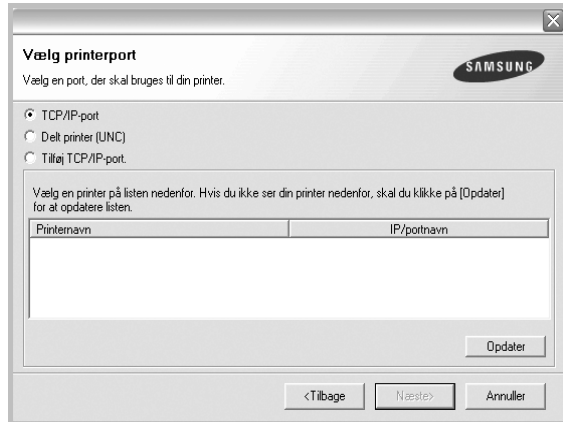 Vælg printerport
Vælg en port, der skal bruges til din printer.
SAMSUNG
TCP/IP-port
Delt printer (UNC)
Tilføj TCP/IP-port.
Vælg en printer på listen nedenfor. Hvis du ikke ser din printer nedenfor, skal du klikke på [Opdater]
for at opdatere listen.
Printernavn IP/portnavn
Opdater
<Tilbage Næste> Annuller